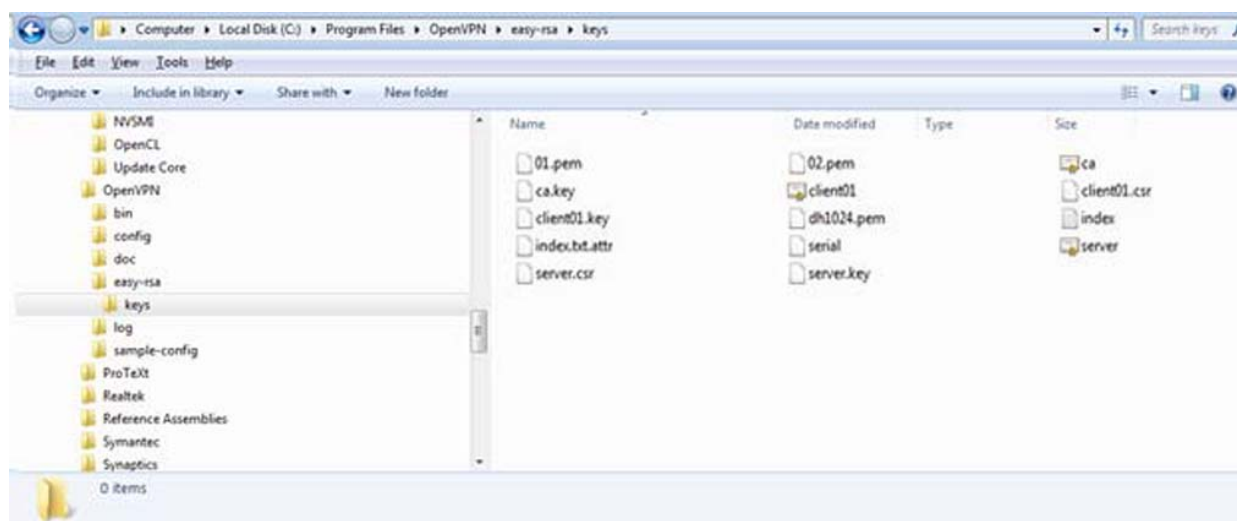 Computer Local Disk (C:) Program Files OpenVPN easy-rsa keys
Search keys
File Edit View Tools Help
Organize Include in library Share with New folder
NVSMI
OpenCL
Update Core
OpenVPN
bin
config
doc
easy-rsa
keys
log
sample-config
ProTeXt
Realtek
Reference Assemblies
Symantec
Synaptics
Name Date modified Type Size
01.pem 02.pem ca
ca.key client01 client01.csr
client01.key dh1024.pem index
index.txt.attr serial server
server.csr server.key
0 items